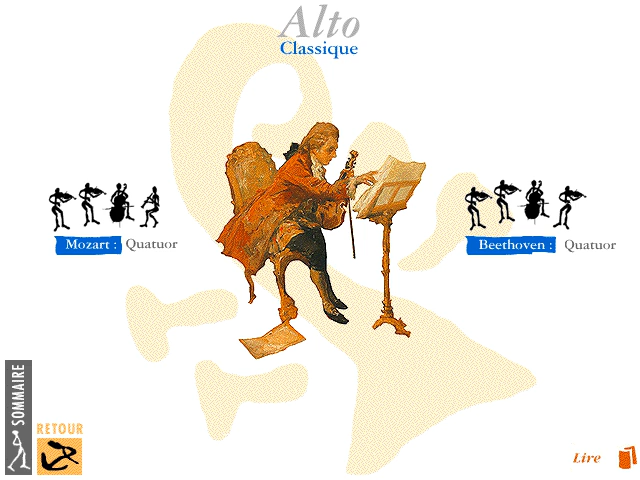 Alto
Classique
Mozart : Quatuor
Beethoven : Quatuor
SOMMAIRE
RETOUR
Lire